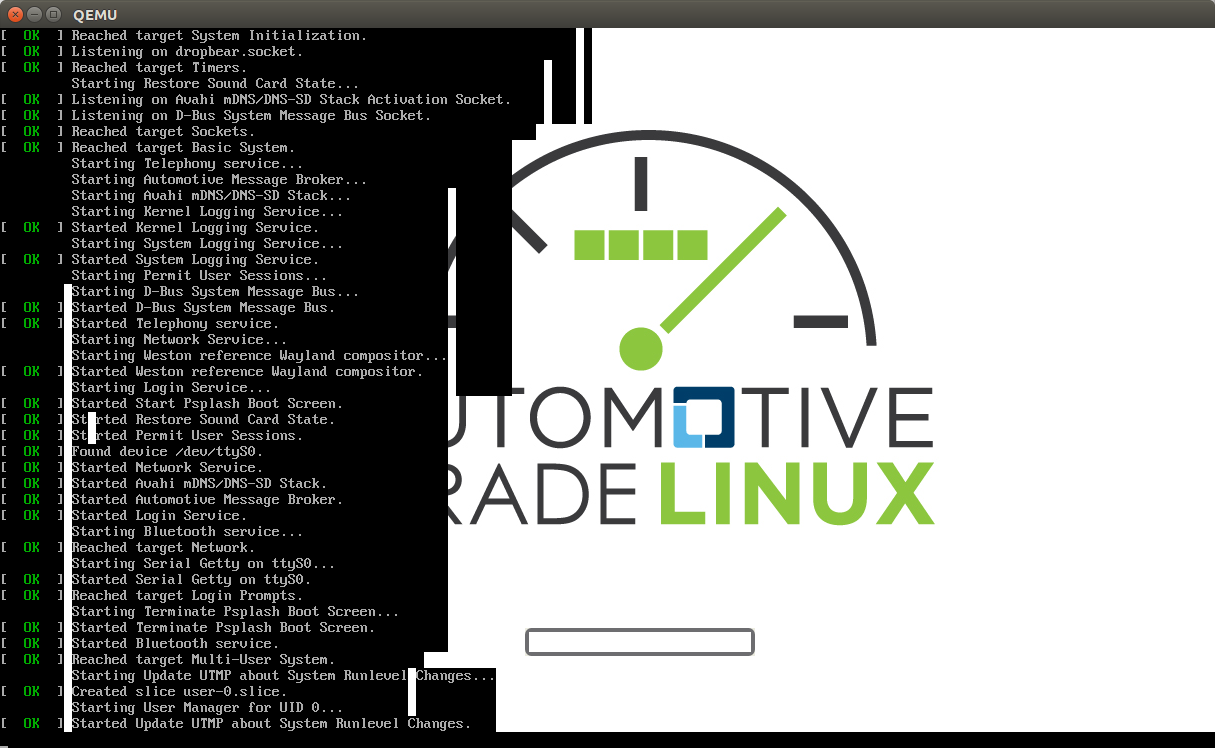 QEMU
[  OK  ] Reached target System Initialization.
[  OK  ] Listening on dropbear.socket.
[  OK  ] Reached target Timers.
Starting Restore Sound Card State...
[  OK  ] Listening on Avahi mDNS/DNS-SD Stack Activation Socket.
[  OK  ] Listening on D-Bus System Message Bus Socket.
[  OK  ] Reached target Sockets.
[  OK  ] Reached target Basic System.
Starting Telephony service...
Starting Automotive Message Broker...
Starting Avahi mDNS/DNS-SD Stack...
Starting Kernel Logging Service...
[  OK  ] Started Kernel Logging Service.
Starting System Logging Service...
[  OK  ] Started System Logging Service.
Starting Permit User Sessions...
Starting D-Bus System Message Bus...
[  OK  ] Started D-Bus System Message Bus.
[  OK  ] Started Telephony service.
Starting Network Service...
Starting Weston reference Wayland compositor...
[  OK  ] Started Weston reference Wayland compositor.
Starting Login Service...
[  OK  ] Started Start Psplash Boot Screen.
[  OK  ] St rted Restore Sound Card State.
[  OK  ] St rted Permit User Sessions.
[  OK  ] Found device /dev/ttyS0.
[  OK  ] Started Network Service.
[  OK  ] Started Avahi mDNS/DNS-SD Stack.
[  OK  ] Started Automotive Message Broker.
[  OK  ] Started Login Service.
Starting Bluetooth service...
[  OK  ] Reached target Network.
Starting Serial Getty on ttyS0...
[  OK  ] Started Serial Getty on ttyS0.
[  OK  ] Reached target Login Prompts.
Starting Terminate Psplash Boot Screen...
[  OK  ] Started Terminate Psplash Boot Screen.
[  OK  ] Started Bluetooth service.
[  OK  ] Reached target Multi-User System.
Starting Update UTMP about System Runlevel Changes...
[  OK  ] Created slice user-0.slice.
Starting User Manager for UID 0...
[  OK  ] Started Update UTMP about System Runlevel Changes.
UTOMOTIVE
RADE LINUX